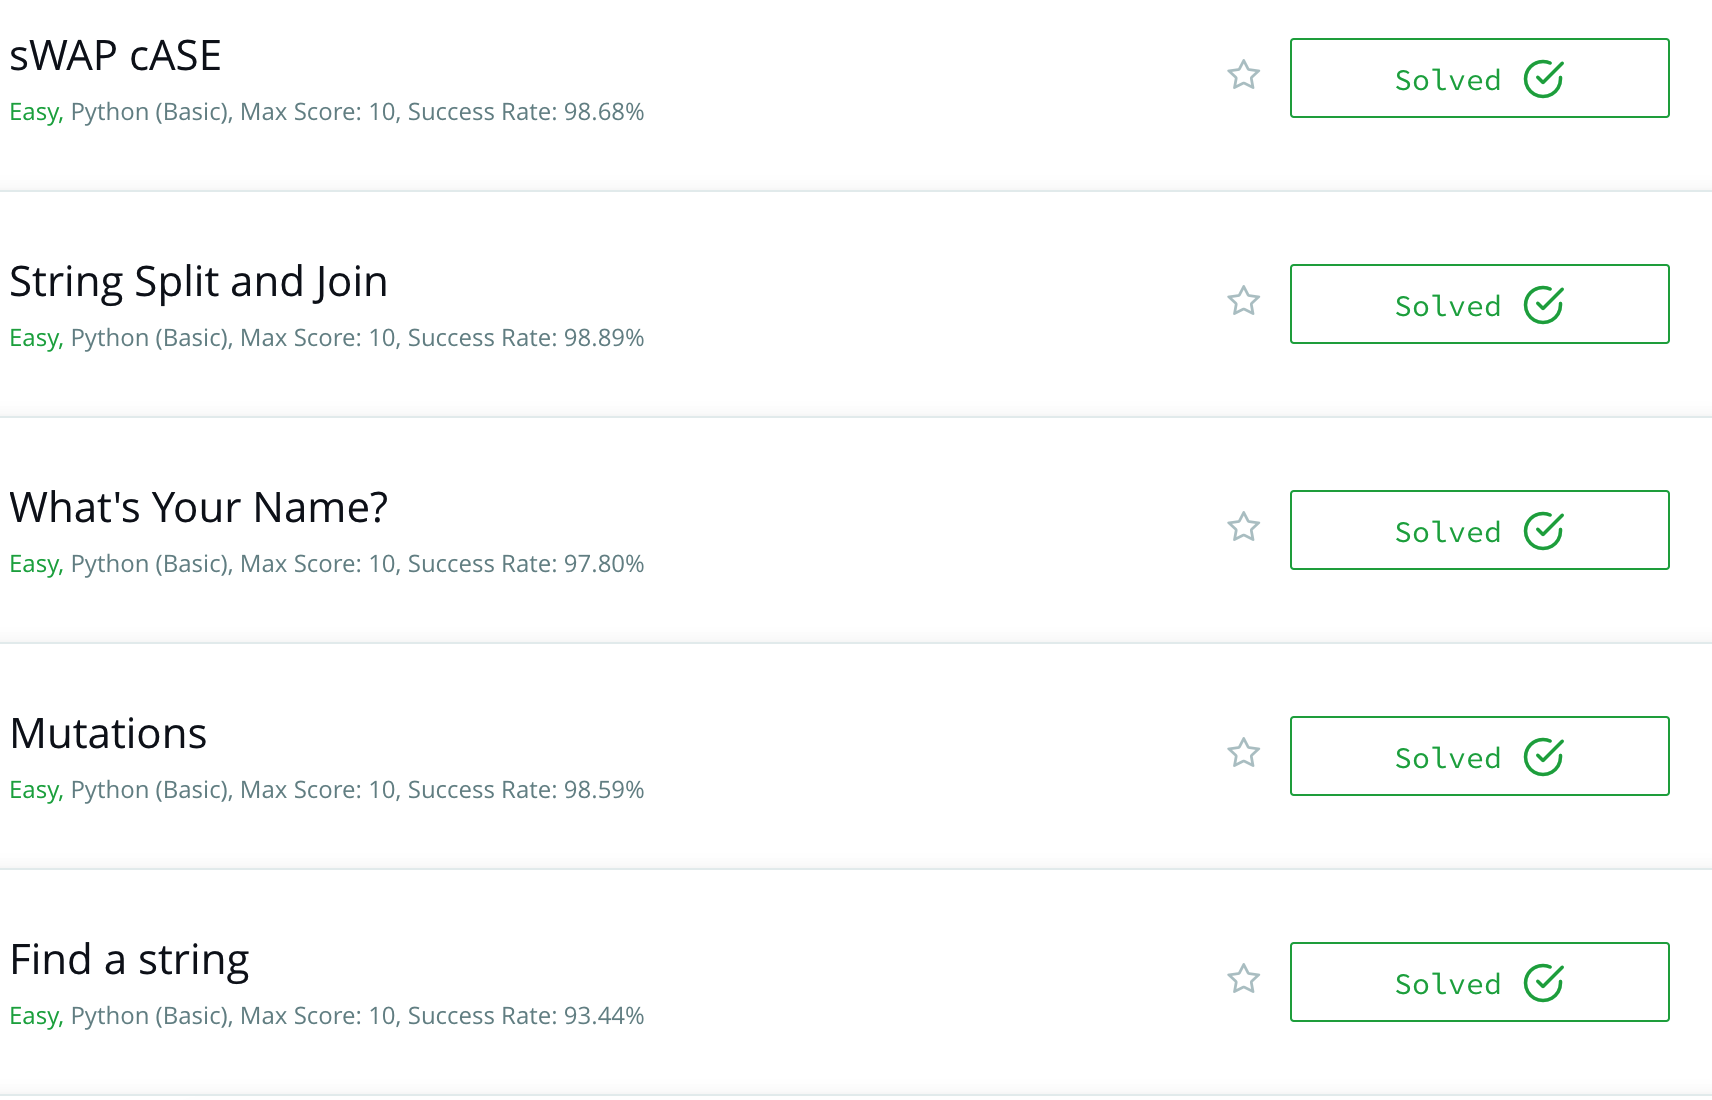 sWAP cASE
Easy, Python (Basic), Max Score: 10, Success Rate: 98.68%
Solved
String Split and Join
Easy, Python (Basic), Max Score: 10, Success Rate: 98.89%
Solved
What's Your Name?
Easy, Python (Basic), Max Score: 10, Success Rate: 97.80%
Solved
Mutations
Easy, Python (Basic), Max Score: 10, Success Rate: 98.59%
Solved
Find a string
Easy, Python (Basic), Max Score: 10, Success Rate: 93.44%
Solved